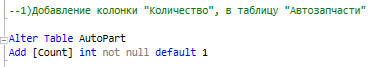 --1)Добавление колонки "Количество", в таблицу "Автозапчасти"
Alter Table AutoPart
Add [Count] int not null default 1